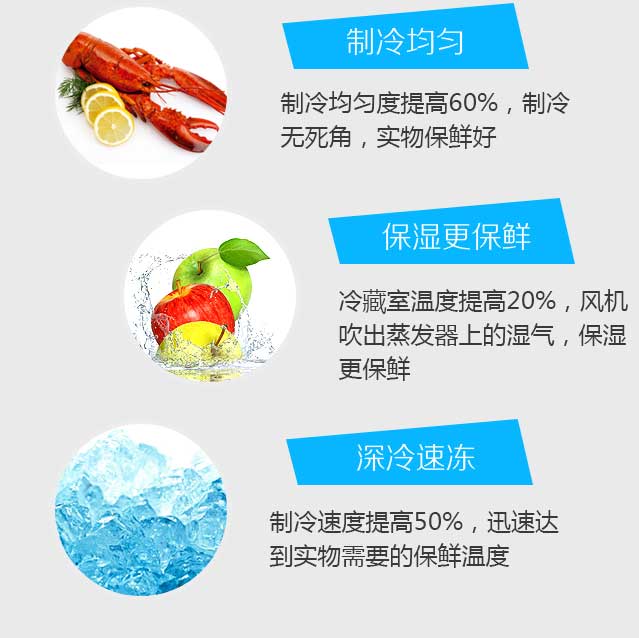 制冷均匀
制冷均匀度提高60%，制冷
无死角，实物保鲜好
保湿更保鲜
冷藏室温度提高20%，风机
吹出蒸发器上的湿气，保湿
更保鲜
深冷速冻
制冷速度提高50%，迅速达
到实物需要的保鲜温度